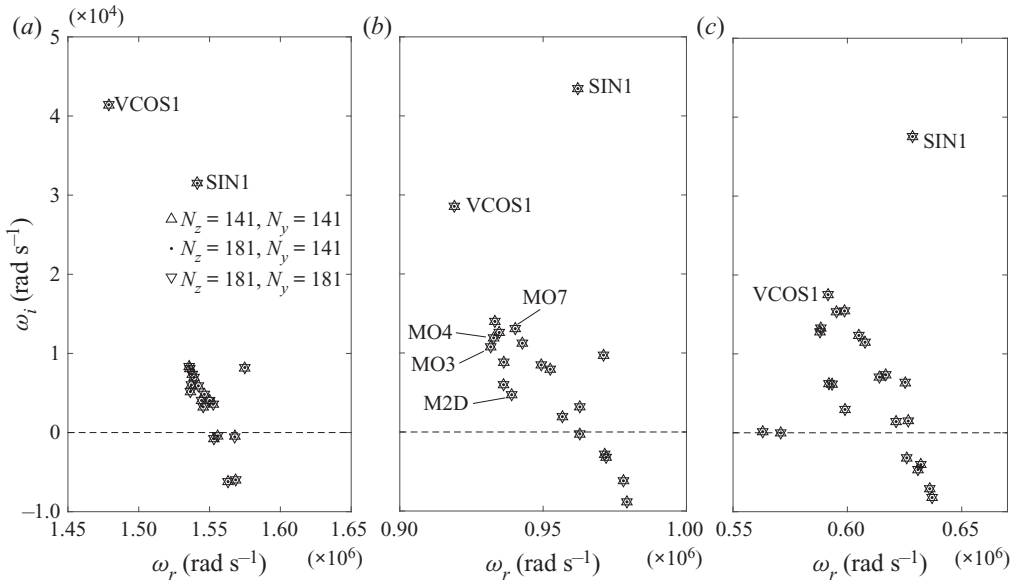 (×10⁴)
(a) (b) (c)
5
4
3
2
1
0
–1.0
ω_i (rad s⁻¹)
VCOS1
SIN1
N_z = 141, N_y = 141
N_z = 181, N_y = 141
N_z = 181, N_y = 181
1.45 1.50 1.55 1.60 1.65
ω_r (rad s⁻¹) (×10⁶)
SIN1
VCOS1
MO7
MO4
MO3
M2D
0.90 0.95 1.00
ω_r (rad s⁻¹) (×10⁶)
SIN1
VCOS1
0.55 0.60 0.65
ω_r (rad s⁻¹) (×10⁶)